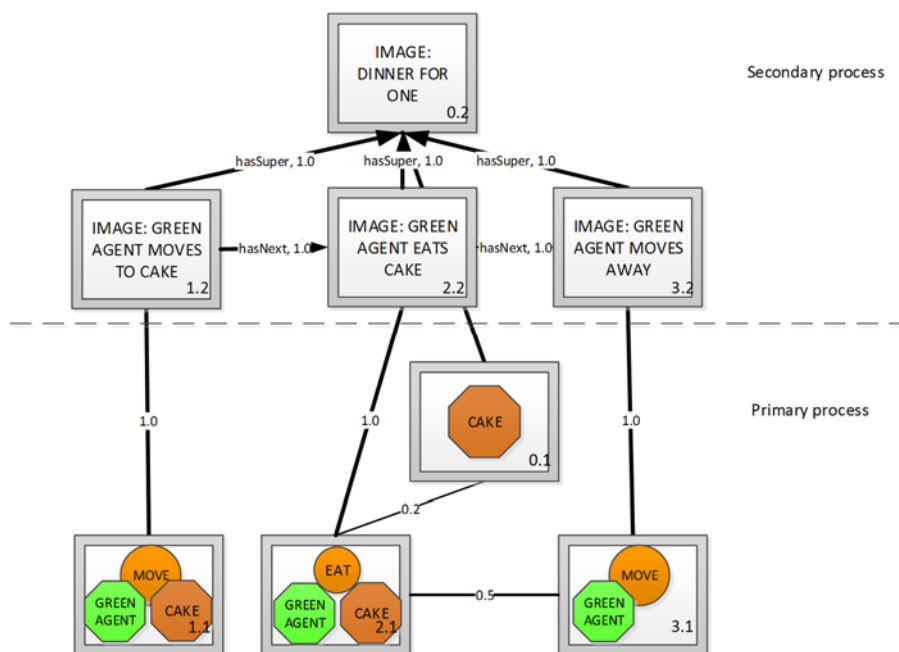 IMAGE:
DINNER FOR
ONE
0.2
Secondary process
hasSuper, 1.0
hasSuper, 1.0
hasSuper, 1.0
IMAGE: GREEN
AGENT MOVES
TO CAKE
1.2
hasNext, 1.0
IMAGE: GREEN
AGENT EATS
CAKE
2.2
hasNext, 1.0
IMAGE: GREEN
AGENT MOVES
AWAY
3.2
Primary process
1.0
1.0
1.0
CAKE
0.1
0.2
MOVE
GREEN
AGENT
CAKE
1.1
EAT
GREEN
AGENT
CAKE
2.1
0.5
MOVE
GREEN
AGENT
3.1